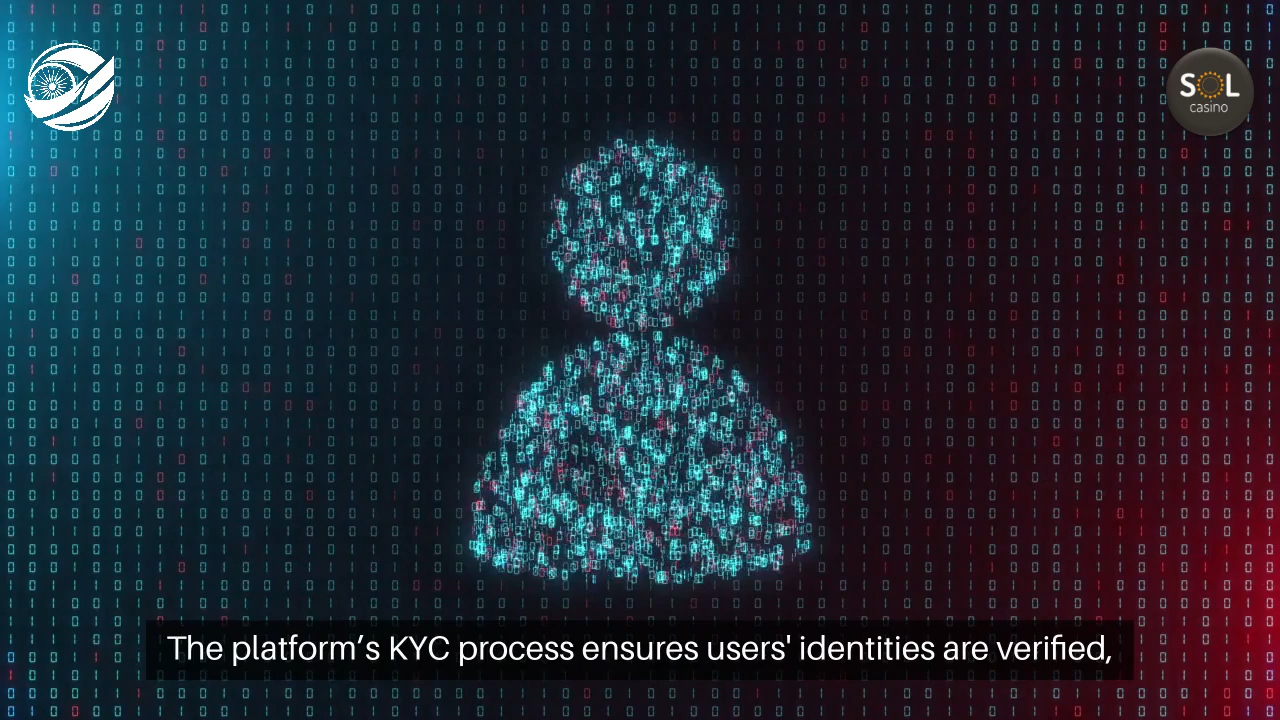 SOL
casino
The platform’s KYC process ensures users' identities are verified,